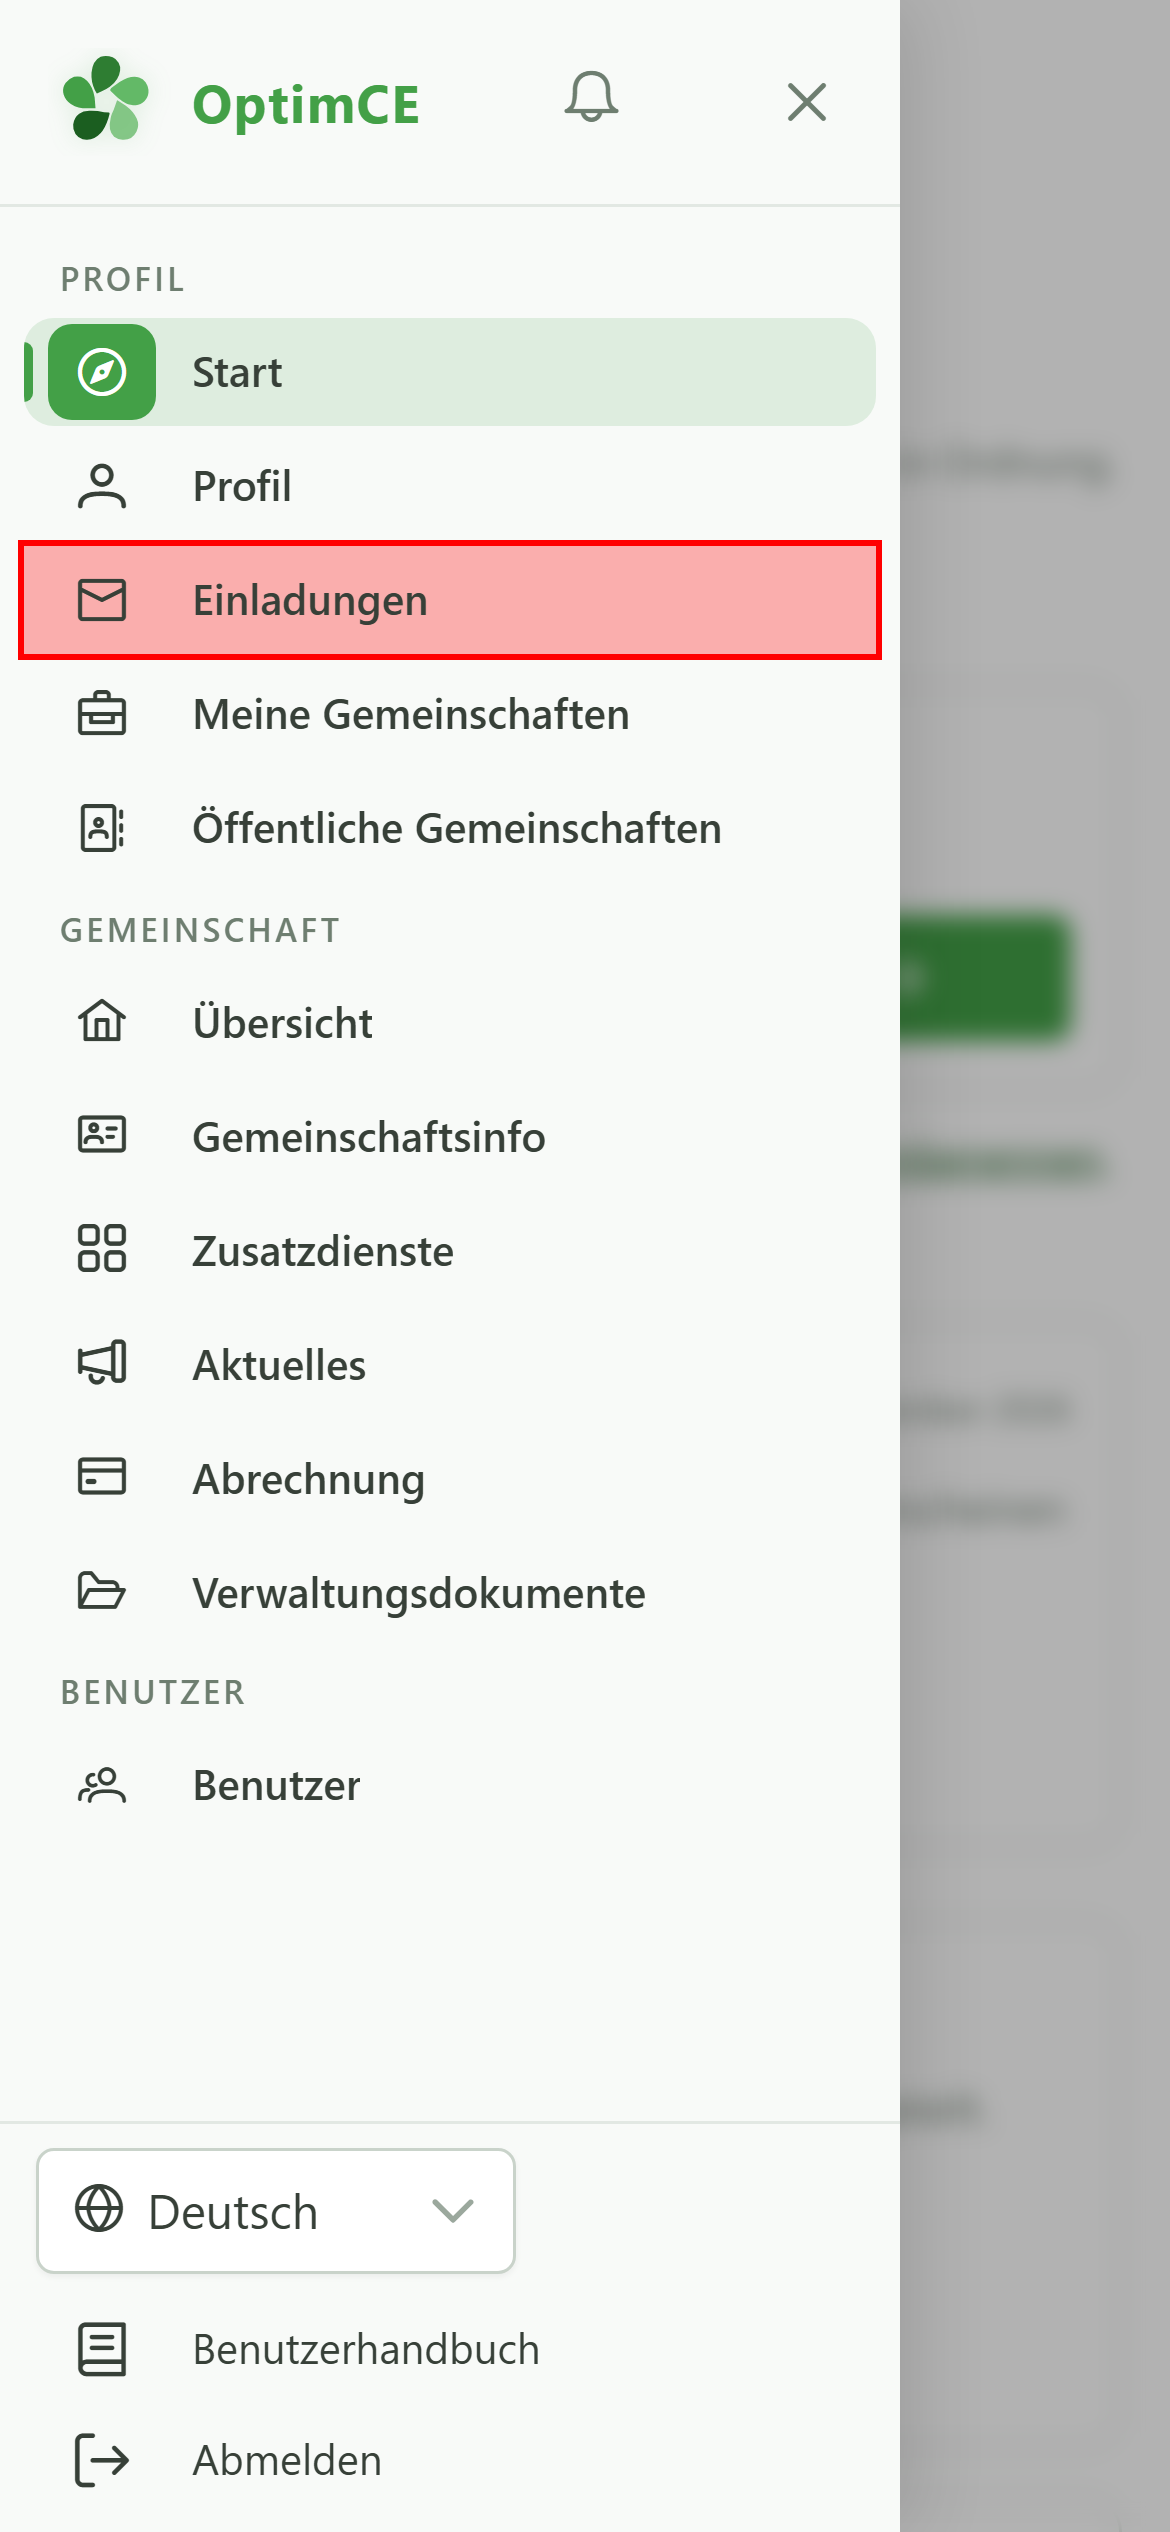 OptimCE
PROFIL
Start
Profil
Einladungen
Meine Gemeinschaften
Öffentliche Gemeinschaften
GEMEINSCHAFT
Übersicht
Gemeinschaftsinfo
Zusatzdienste
Aktuelles
Abrechnung
Verwaltungsdokumente
BENUTZER
Benutzer
Deutsch
Benutzerhandbuch
Abmelden